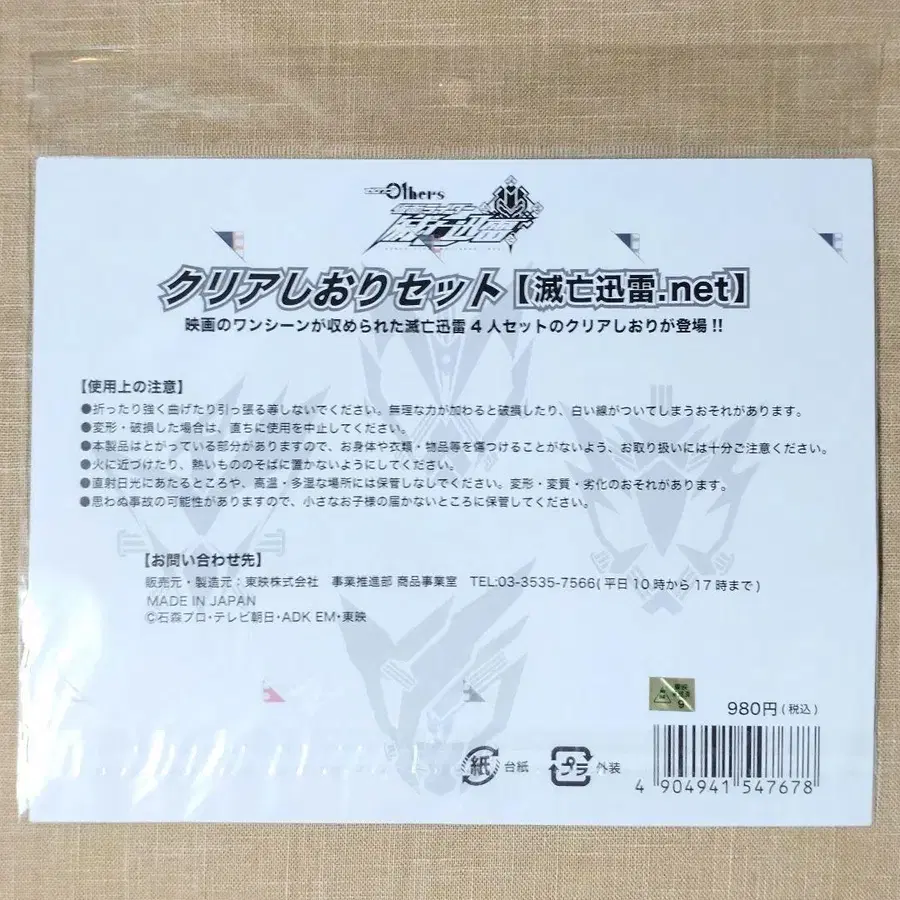 Others
仮面ライダー
滅亡迅雷
クリアしおりセット【滅亡迅雷.net】
映画のワンシーンが収められた滅亡迅雷4人セットのクリアしおりが登場!!
【使用上の注意】
●折ったり強く曲げたり引っ張る等しないでください。無理な力が加わると破損したり、白い線がついてしまうおそれがあります。
●変形・破損した場合は、直ちに使用を中止してください。
●本製品はとがっている部分がありますので、お身体や衣類・物品等を傷つけることがないよう、お取り扱いには十分ご注意ください。
●火に近づけたり、熱いもののそばに置かないようにしてください。
●直射日光にあたるところや、高温・多湿な場所には保管しなでください。変形・変質・劣化のおそれがあります。
●思わぬ事故の可能性がありますので、小さなお子様の届かないところに保管してください。
【お問い合わせ先】
販売元・製造元:東映株式会社 事業推進部 商品事業室 TEL:03-3535-7566(平日10時から17時まで)
MADE IN JAPAN
©石森プロ・テレビ朝日・ADK EM・東映
980円(税込)
紙 台紙 プラ 外装
4 904941 547678